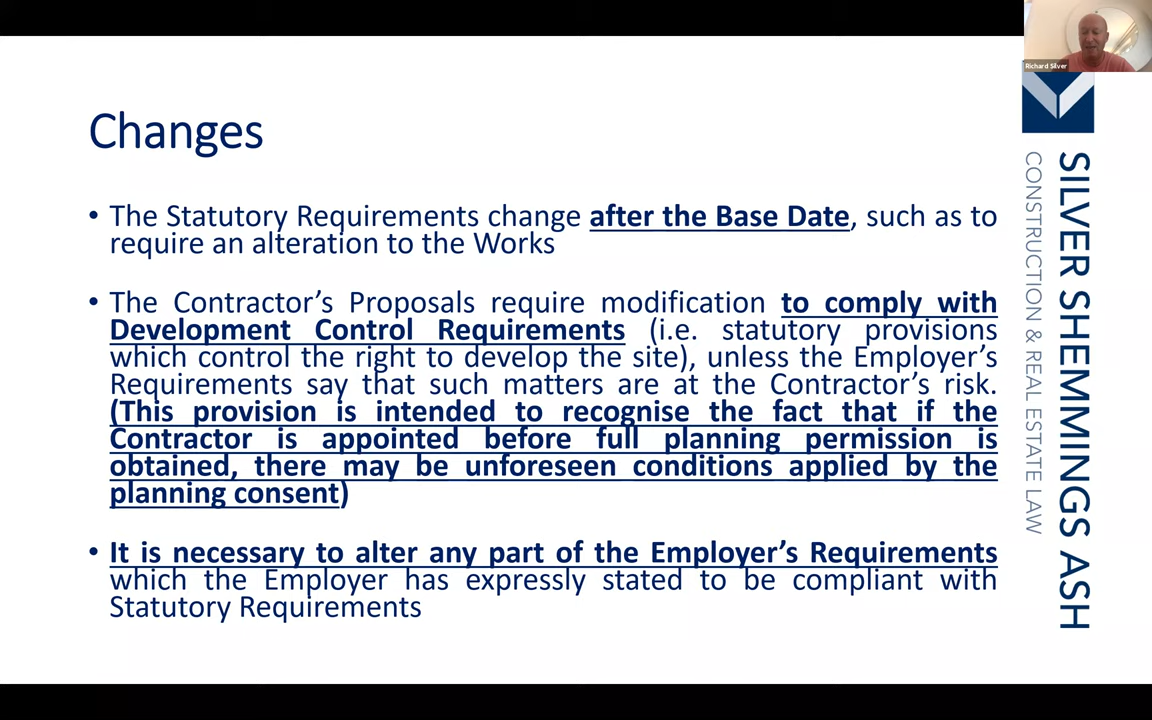 Richard Silver
Changes
• The Statutory Requirements change after the Base Date, such as to
require an alteration to the Works
• The Contractor’s Proposals require modification to comply with
Development Control Requirements (i.e. statutory provisions
which control the right to develop the site), unless the Employer’s
Requirements say that such matters are at the Contractor’s risk.
(This provision is intended to recognise the fact that if the
Contractor is appointed before full planning permission is
obtained, there may be unforeseen conditions applied by the
planning consent)
• It is necessary to alter any part of the Employer’s Requirements
which the Employer has expressly stated to be compliant with
Statutory Requirements
SILVER SHEMMINGS ASH
CONSTRUCTION & REAL ESTATE LAW